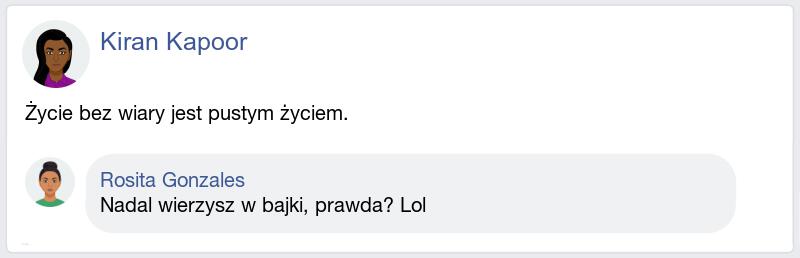 Kiran Kapoor
Życie bez wiary jest pustym życiem.
Rosita Gonzales
Nadal wierzysz w bajki, prawda? Lol